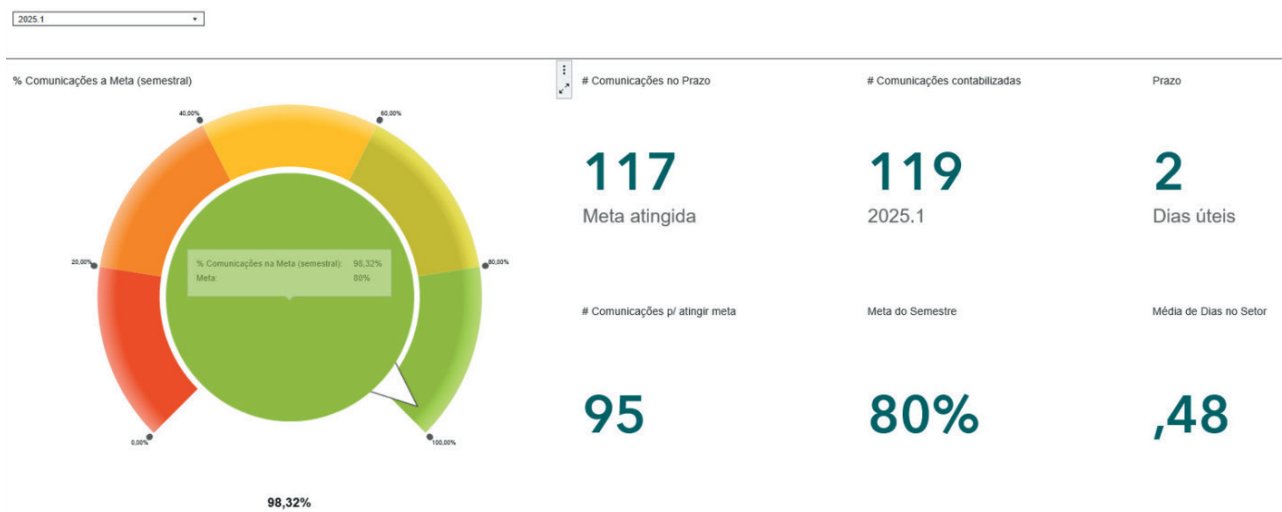 2025.1
% Comunicações a Meta (semestral)
40,00%
60,00%
20,00%
80,00%
% Comunicações na Meta (semestral): 98,32%
Meta: 80%
0,00%
100,00%
98,32%
# Comunicações no Prazo
117
Meta atingida
# Comunicações contabilizadas
119
2025.1
Prazo
2
Dias úteis
# Comunicações p/ atingir meta
95
Meta do Semestre
80%
Média de Dias no Setor
,48